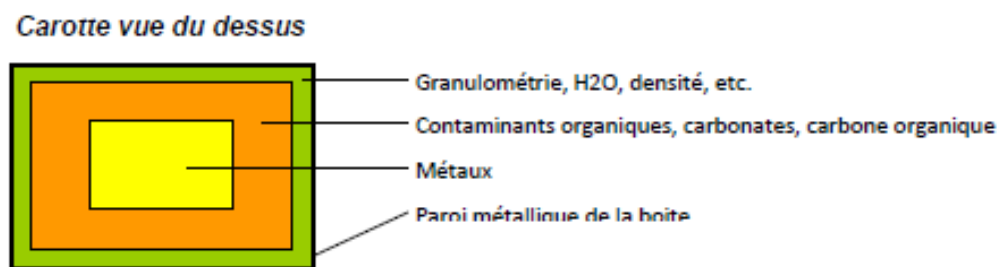 Carotte vue du dessus
Granulométrie, H2O, densité, etc.
Contaminants organiques, carbonates, carbone organique
Métaux
Paroi métallique de la boite